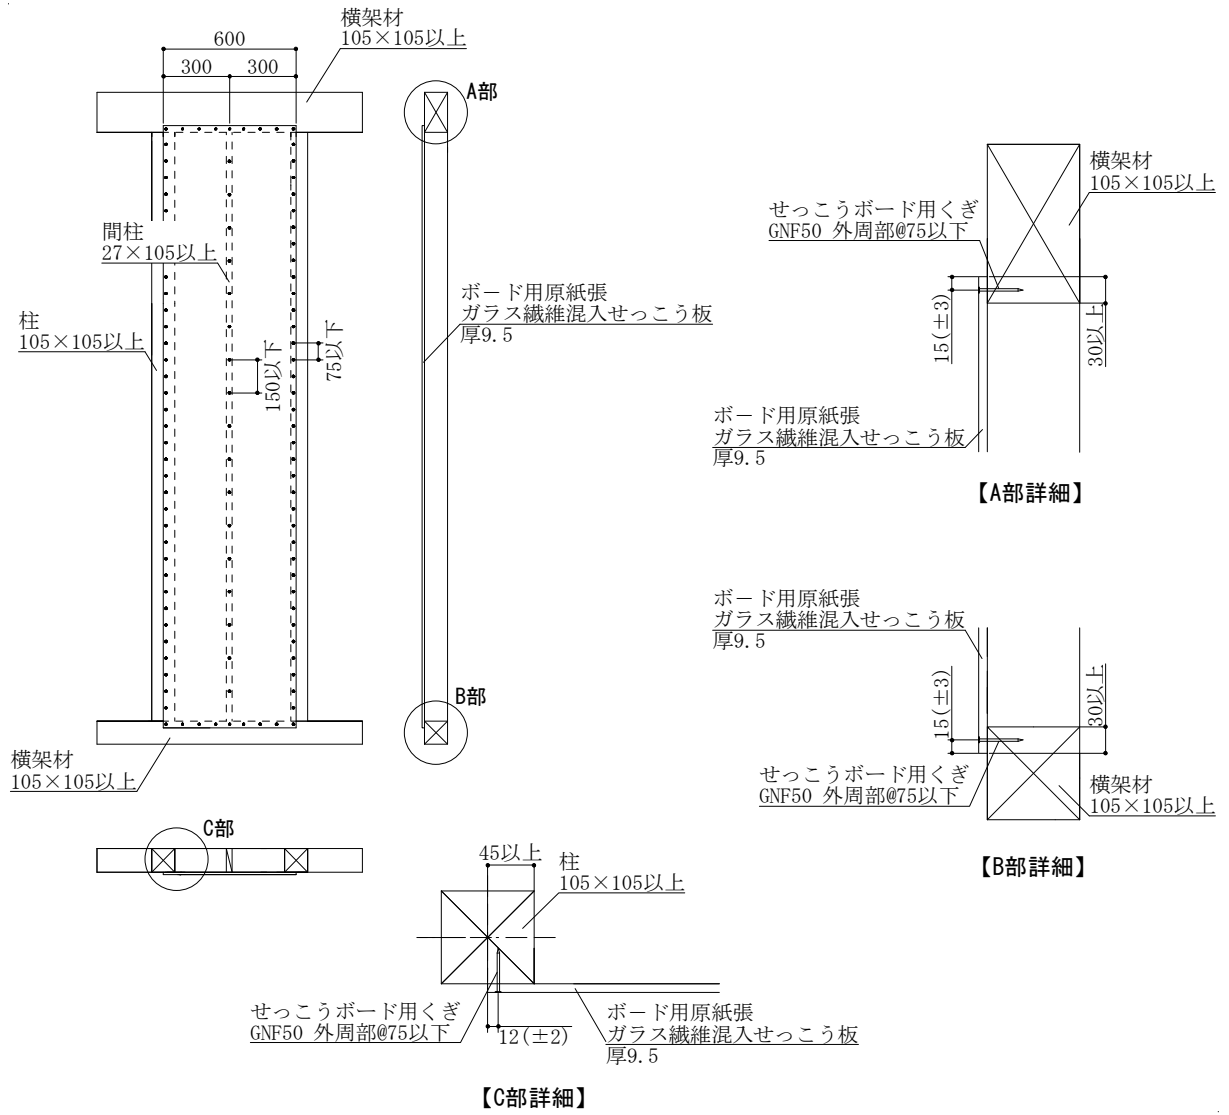 横架材
105×105以上
600
300
300
間柱
27×105以上
柱
105×105以上
150以下
75以下
横架材
105×105以上
A部
ボード用原紙張
ガラス繊維混入せっこう板
厚9.5
B部
横架材
105×105以上
せっこうボード用くぎ
GNF50 外周部@75以下
15(±3)
30以上
ボード用原紙張
ガラス繊維混入せっこう板
厚9.5
【A部詳細】
ボード用原紙張
ガラス繊維混入せっこう板
厚9.5
15(±3)
30以上
せっこうボード用くぎ
GNF50 外周部@75以下
横架材
105×105以上
【B部詳細】
C部
45以上
柱
105×105以上
せっこうボード用くぎ
GNF50 外周部@75以下
12(±2)
ボード用原紙張
ガラス繊維混入せっこう板
厚9.5
【C部詳細】